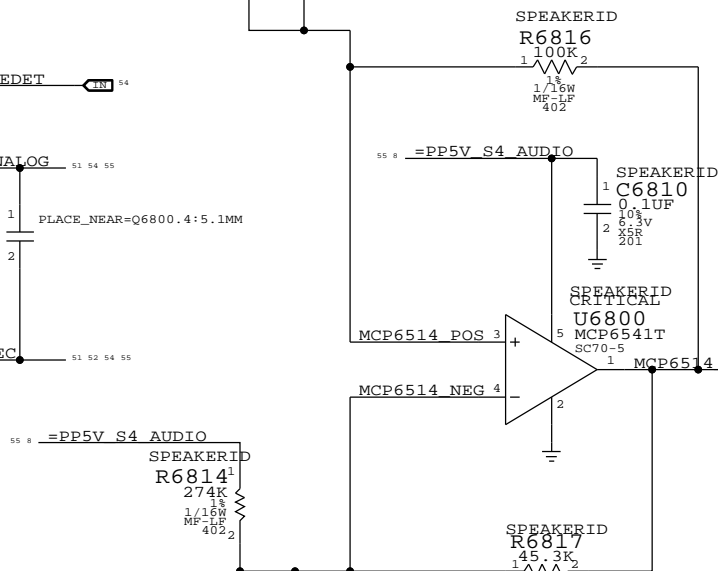 SPEAKERID
R6816
100K
1 2
1%
1/16W
MF-LF
402
EDET IN 54
55 8 =PP5V_S4_AUDIO
NALOG 51 54 55
SPEAKERID
1 C6810
0.1UF
10%
6.3V
2 X5R
201
1 PLACE_NEAR=Q6800.4:5.1MM
2
SPEAKERID
CRITICAL
U6800
MCP6541T
SC70-5
MCP6514_POS 3 + 5
EC 51 52 54 55
1 MCP6514
MCP6514_NEG 4 - 2
55 8 =PP5V_S4_AUDIO
SPEAKERID
R6814 1
274K
1%
1/16W
MF-LF
402 2
SPEAKERID
R6817
45.3K
1 2